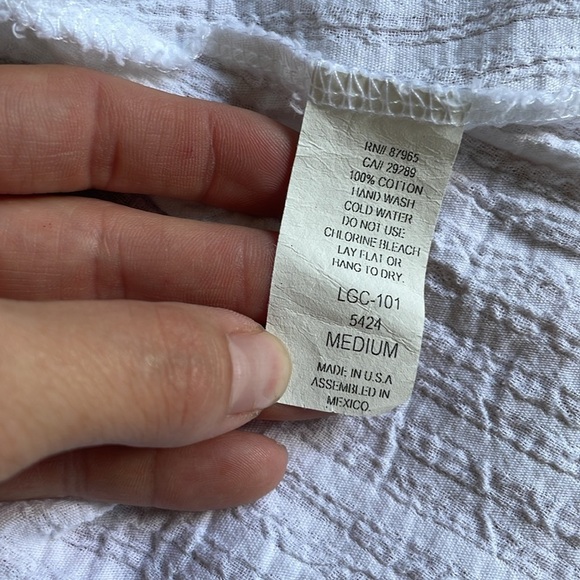 RN// 87965
CA// 29289
100% COTTON
HAND WASH
COLD WATER
DO NOT USE
CHLORINE BLEACH
LAY FLAT OR
HANG TO DRY.
LGC-101
5424
MEDIUM
MADE IN U.S.A
ASSEMBLED IN
MEXICO